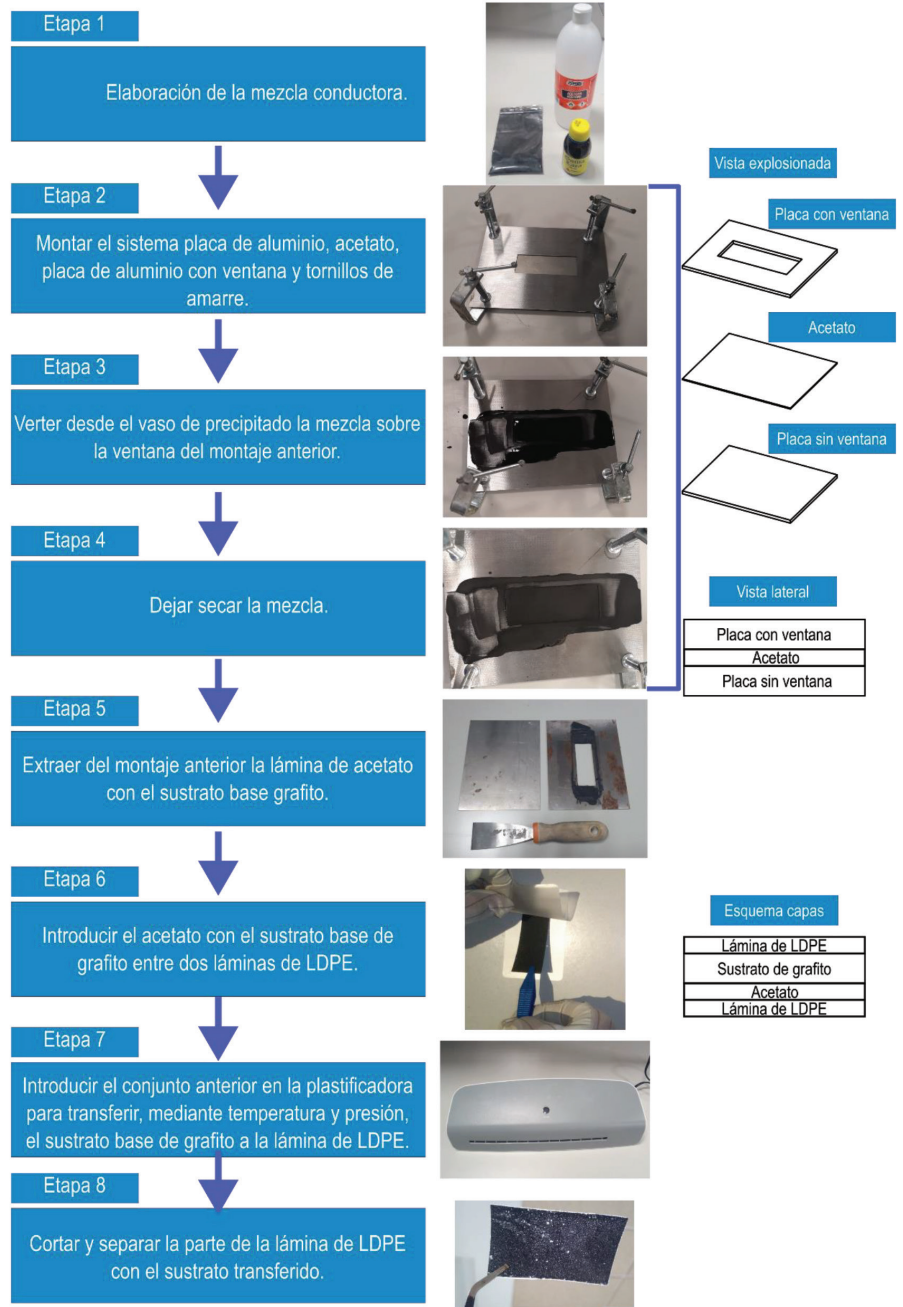 Etapa 1
Elaboración de la mezcla conductora.
Etapa 2
Montar el sistema placa de aluminio, acetato,
placa de aluminio con ventana y tornillos de
amarre.
Etapa 3
Verter desde el vaso de precipitado la mezcla sobre
la ventana del montaje anterior.
Etapa 4
Dejar secar la mezcla.
Etapa 5
Extraer del montaje anterior la lámina de acetato
con el sustrato base grafito.
Etapa 6
Introducir el acetato con el sustrato base de
grafito entre dos láminas de LDPE.
Etapa 7
Introducir el conjunto anterior en la plastificadora
para transferir, mediante temperatura y presión,
el sustrato base de grafito a la lámina de LDPE.
Etapa 8
Cortar y separar la parte de la lámina de LDPE
con el sustrato transferido.
Vista explosionada
Placa con ventana
Acetato
Placa sin ventana
Vista lateral
Placa con ventana
Acetato
Placa sin ventana
Esquema capas
Lámina de LDPE
Sustrato de grafito
Acetato
Lámina de LDPE